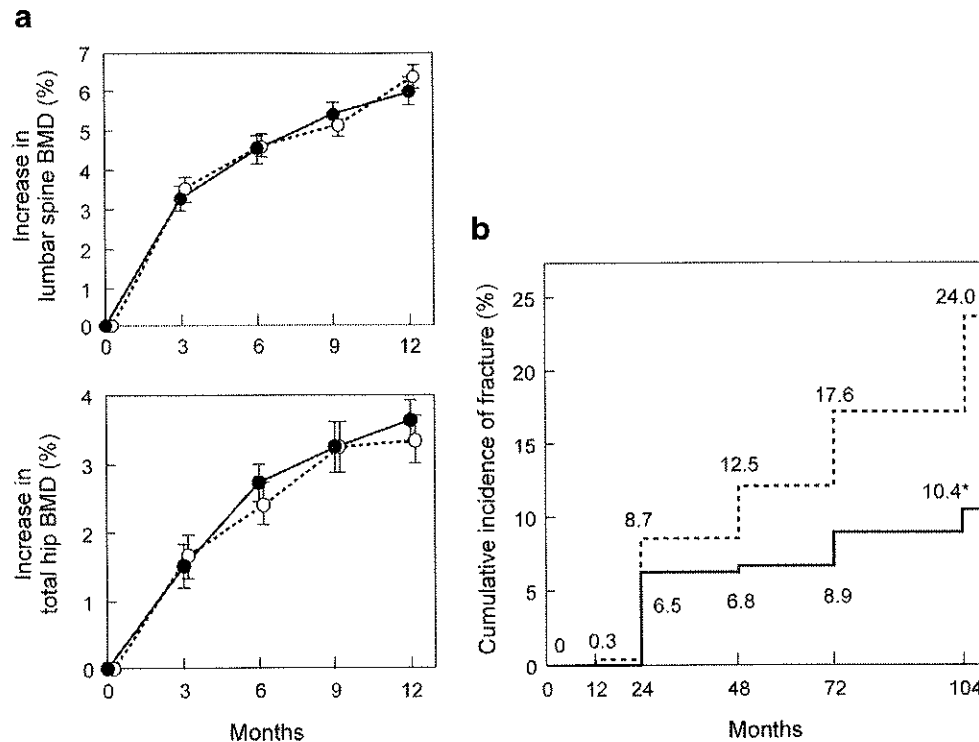 a
Increase in
lumbar spine BMD (%)
7
6
5
4
3
2
1
0
0 3 6 9 12
Increase in
total hip BMD (%)
4
3
2
1
0
0 3 6 9 12
Months
b
Cumulative incidence of fracture (%)
25
20
15
10
5
0
24.0
17.6
12.5
10.4*
8.7
6.5 6.8 8.9
0 0.3
0 12 24 48 72 104
Months